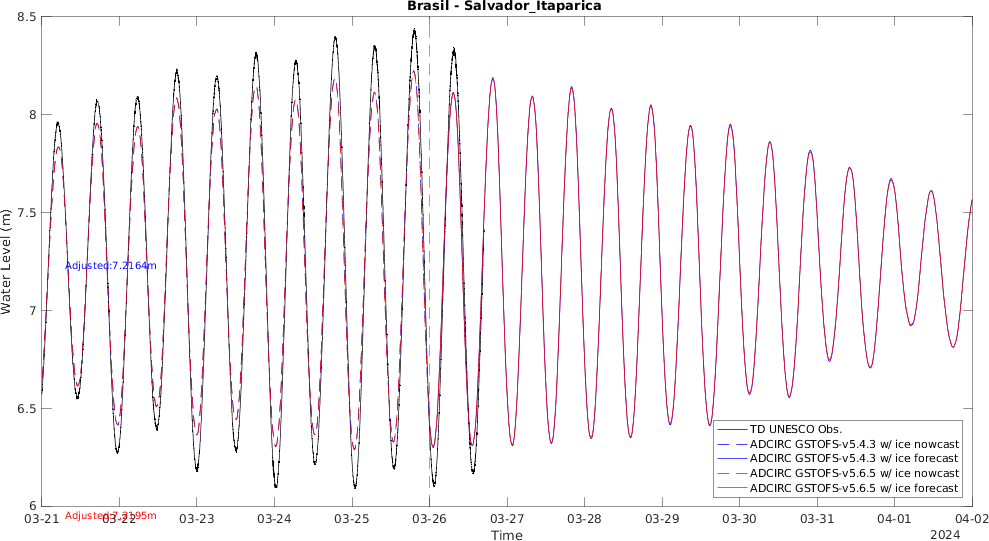 Brasil - Salvador_Itaparica
8.5
8
7.5
7
6.5
6
Water Level (m)
Adjusted:7.2164m
Adjusted:7.2195m
TD UNESCO Obs.
ADCIRC GSTOFS-v5.4.3 w/ ice nowcast
ADCIRC GSTOFS-v5.4.3 w/ ice forecast
ADCIRC GSTOFS-v5.6.5 w/ ice nowcast
ADCIRC GSTOFS-v5.6.5 w/ ice forecast
03-21 03-22 03-23 03-24 03-25 03-26 03-27 03-28 03-29 03-30 03-31 04-01 04-02
Time
2024